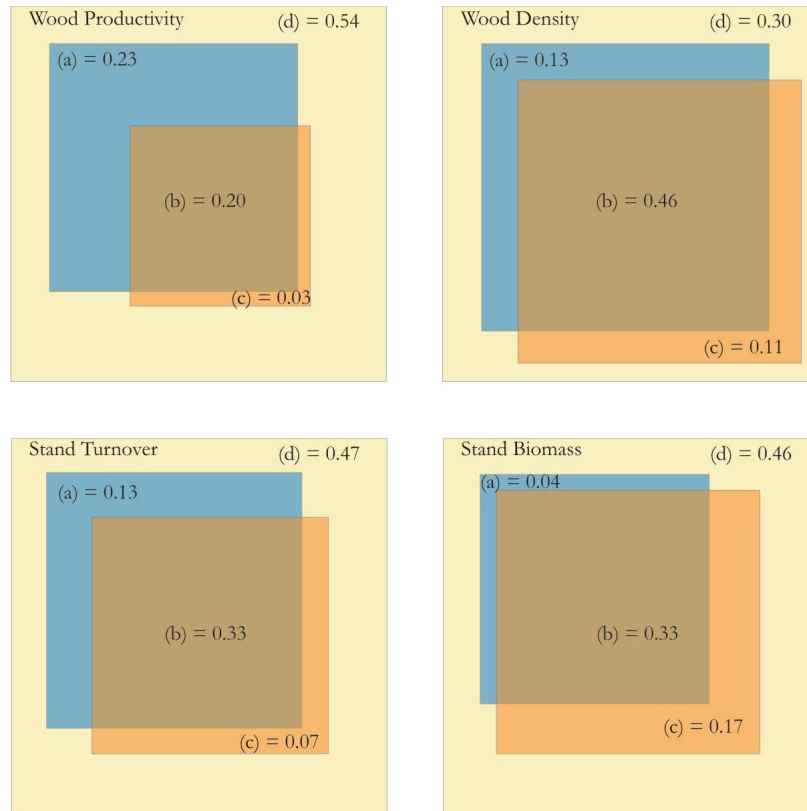 Wood Productivity
(d) = 0.54
(a) = 0.23
(b) = 0.20
(c) = 0.03
Wood Density
(d) = 0.30
(a) = 0.13
(b) = 0.46
(c) = 0.11
Stand Turnover
(d) = 0.47
(a) = 0.13
(b) = 0.33
(c) = 0.07
Stand Biomass
(d) = 0.46
(a) = 0.04
(b) = 0.33
(c) = 0.17